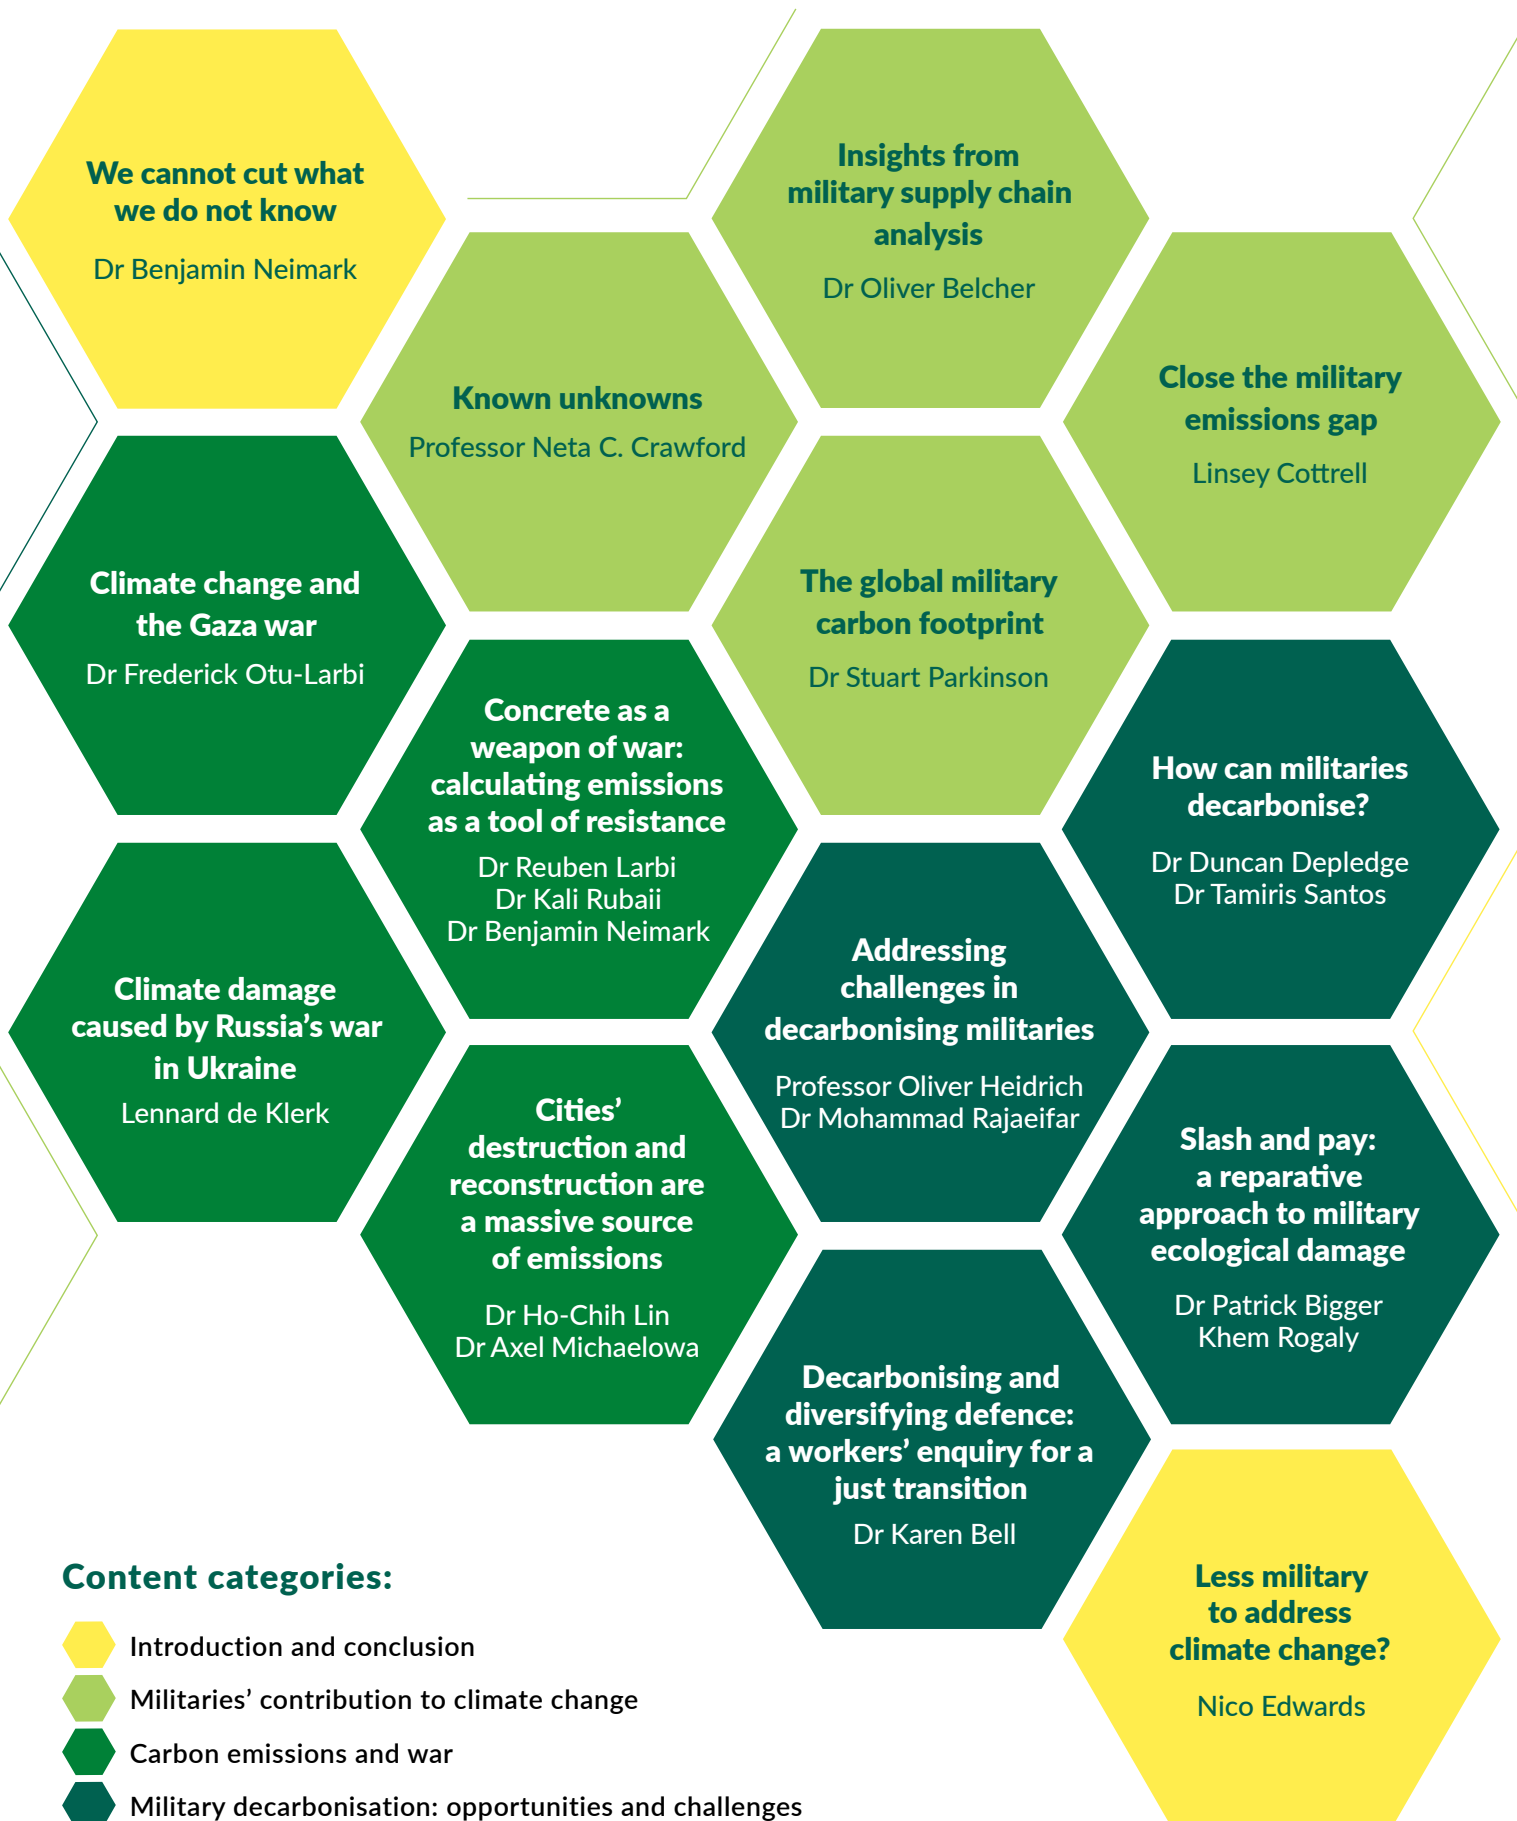 We cannot cut what
we do not know
Dr Benjamin Neimark
Insights from
military supply chain
analysis
Dr Oliver Belcher
Known unknowns
Professor Neta C. Crawford
Close the military
emissions gap
Linsey Cottrell
Climate change and
the Gaza war
Dr Frederick Otu-Larbi
The global military
carbon footprint
Dr Stuart Parkinson
Concrete as a
weapon of war:
calculating emissions
as a tool of resistance
Dr Reuben Larbi
Dr Kali Rubaii
Dr Benjamin Neimark
How can militaries
decarbonise?
Dr Duncan Depledge
Dr Tamiris Santos
Climate damage
caused by Russia’s war
in Ukraine
Lennard de Klerk
Addressing
challenges in
decarbonising militaries
Professor Oliver Heidrich
Dr Mohammad Rajaeifar
Cities’
destruction and
reconstruction are
a massive source
of emissions
Dr Ho-Chih Lin
Dr Axel Michaelowa
Slash and pay:
a reparative
approach to military
ecological damage
Dr Patrick Bigger
Khem Rogaly
Decarbonising and
diversifying defence:
a workers’ enquiry for a
just transition
Dr Karen Bell
Less military
to address
climate change?
Nico Edwards
Content categories:
Introduction and conclusion
Militaries’ contribution to climate change
Carbon emissions and war
Military decarbonisation: opportunities and challenges